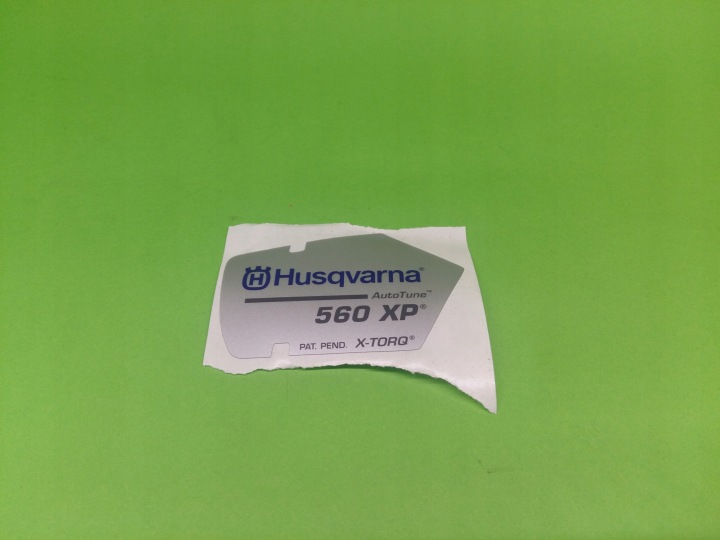 Husqvarna®
AutoTune™
560 XP®
PAT. PEND. X-TORQ®